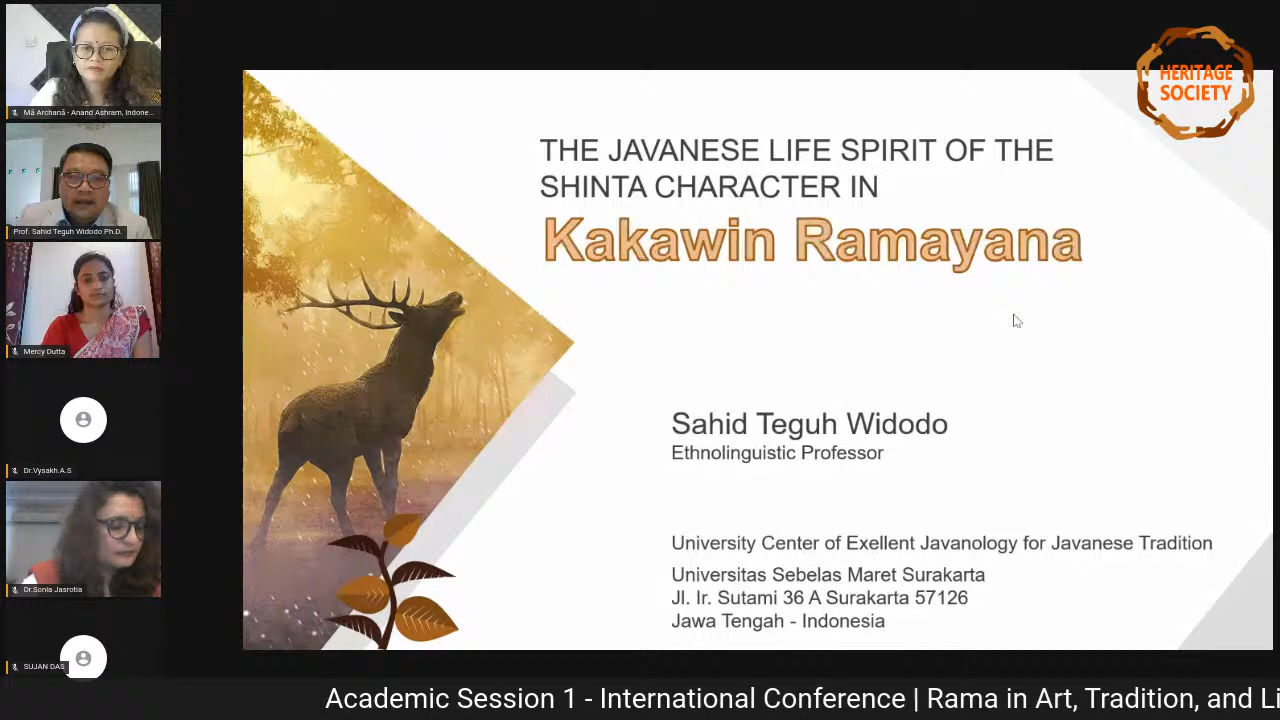 Mā Archanā - Anand Ashram, Indone...
Prof. Sahid Teguh Widodo Ph.D.
Mercy Dutta
Dr.Vysakh.A.S
Dr.Sonia Jasrotia
SUJAN DAS
HERITAGE
SOCIETY
THE JAVANESE LIFE SPIRIT OF THE
SHINTA CHARACTER IN
Kakawin Ramayana
Sahid Teguh Widodo
Ethnolinguistic Professor
University Center of Exellent Javanology for Javanese Tradition
Universitas Sebelas Maret Surakarta
Jl. Ir. Sutami 36 A Surakarta 57126
Jawa Tengah - Indonesia
Academic Session 1 - International Conference | Rama in Art, Tradition, and Li